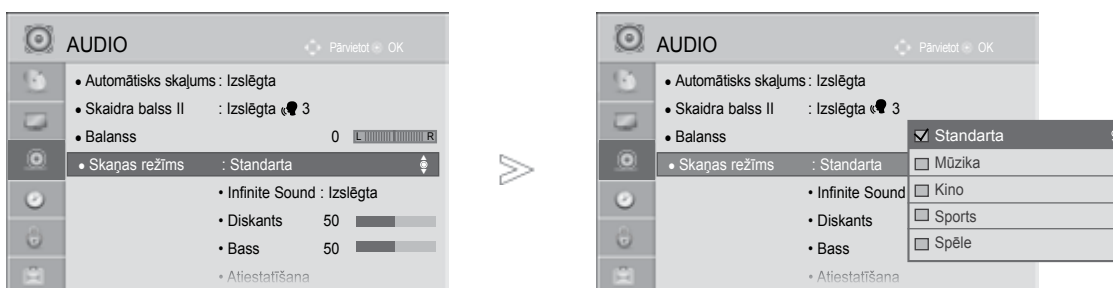 AUDIO
Pārvietot OK
• Automātisks skaļums : Izslēgta
• Skaidra balss II : Izslēgta 3
• Balanss 0 L R
• Skaņas režīms : Standarta
• Infinite Sound : Izslēgta
• Diskants 50
• Bass 50
• Atiestatīšana
>
AUDIO
Pārvietot OK
• Automātisks skaļums : Izslēgta
• Skaidra balss II : Izslēgta 3
• Balanss
• Skaņas režīms : Standarta
• Infinite Sound
• Diskants
• Bass
• Atiestatīšana
Standarta
Mūzika
Kino
Sports
Spēle